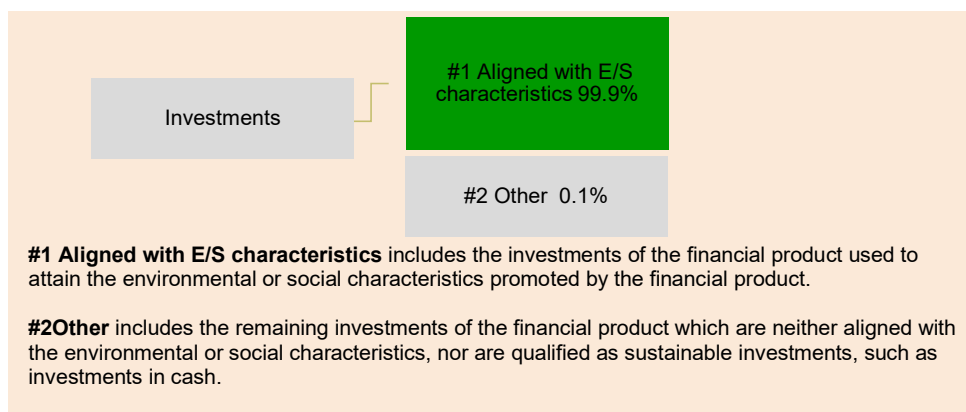 #1 Aligned with E/S
characteristics 99.9%
Investments
#2 Other 0.1%
#1 Aligned with E/S characteristics includes the investments of the financial product used to
attain the environmental or social characteristics promoted by the financial product.
#2Other includes the remaining investments of the financial product which are neither aligned with
the environmental or social characteristics, nor are qualified as sustainable investments, such as
investments in cash.